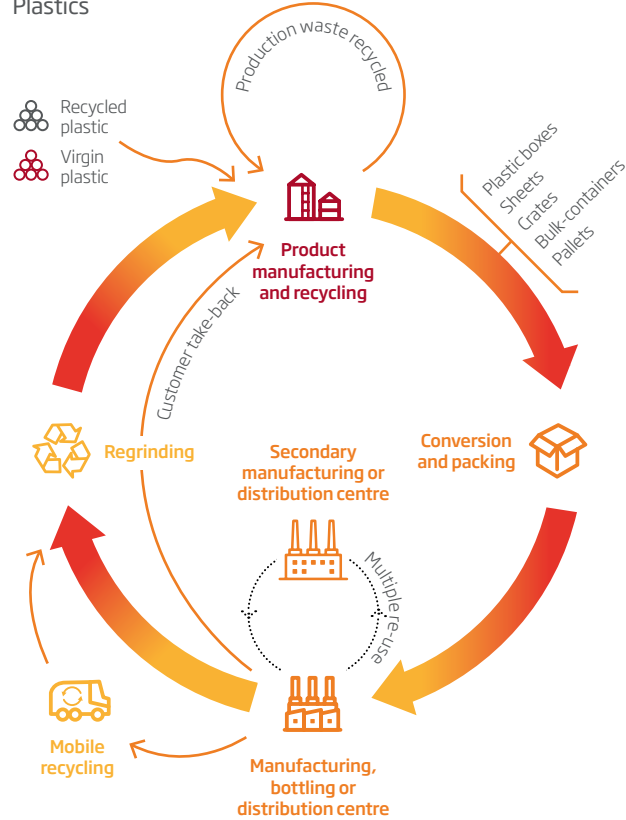 Plastics
Production waste recycled
Recycled
plastic
Virgin
plastic
Plastic boxes
Sheets
Crates
Bulk-containers
Pallets
Product
manufacturing
and recycling
Customer take-back
Regrinding
Secondary
manufacturing or
distribution centre
Conversion
and packing
Multiple re-use
Mobile
recycling
Manufacturing,
bottling or
distribution centre